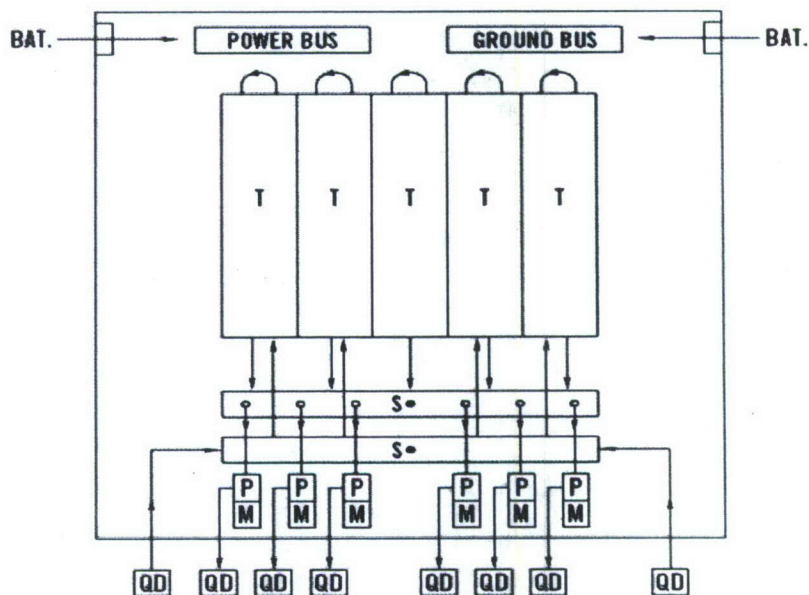 BAT. POWER BUS GROUND BUS BAT.
T T T T T
S
S
P P P P P P
M M M M M M
QD QD QD QD QD QD QD QD